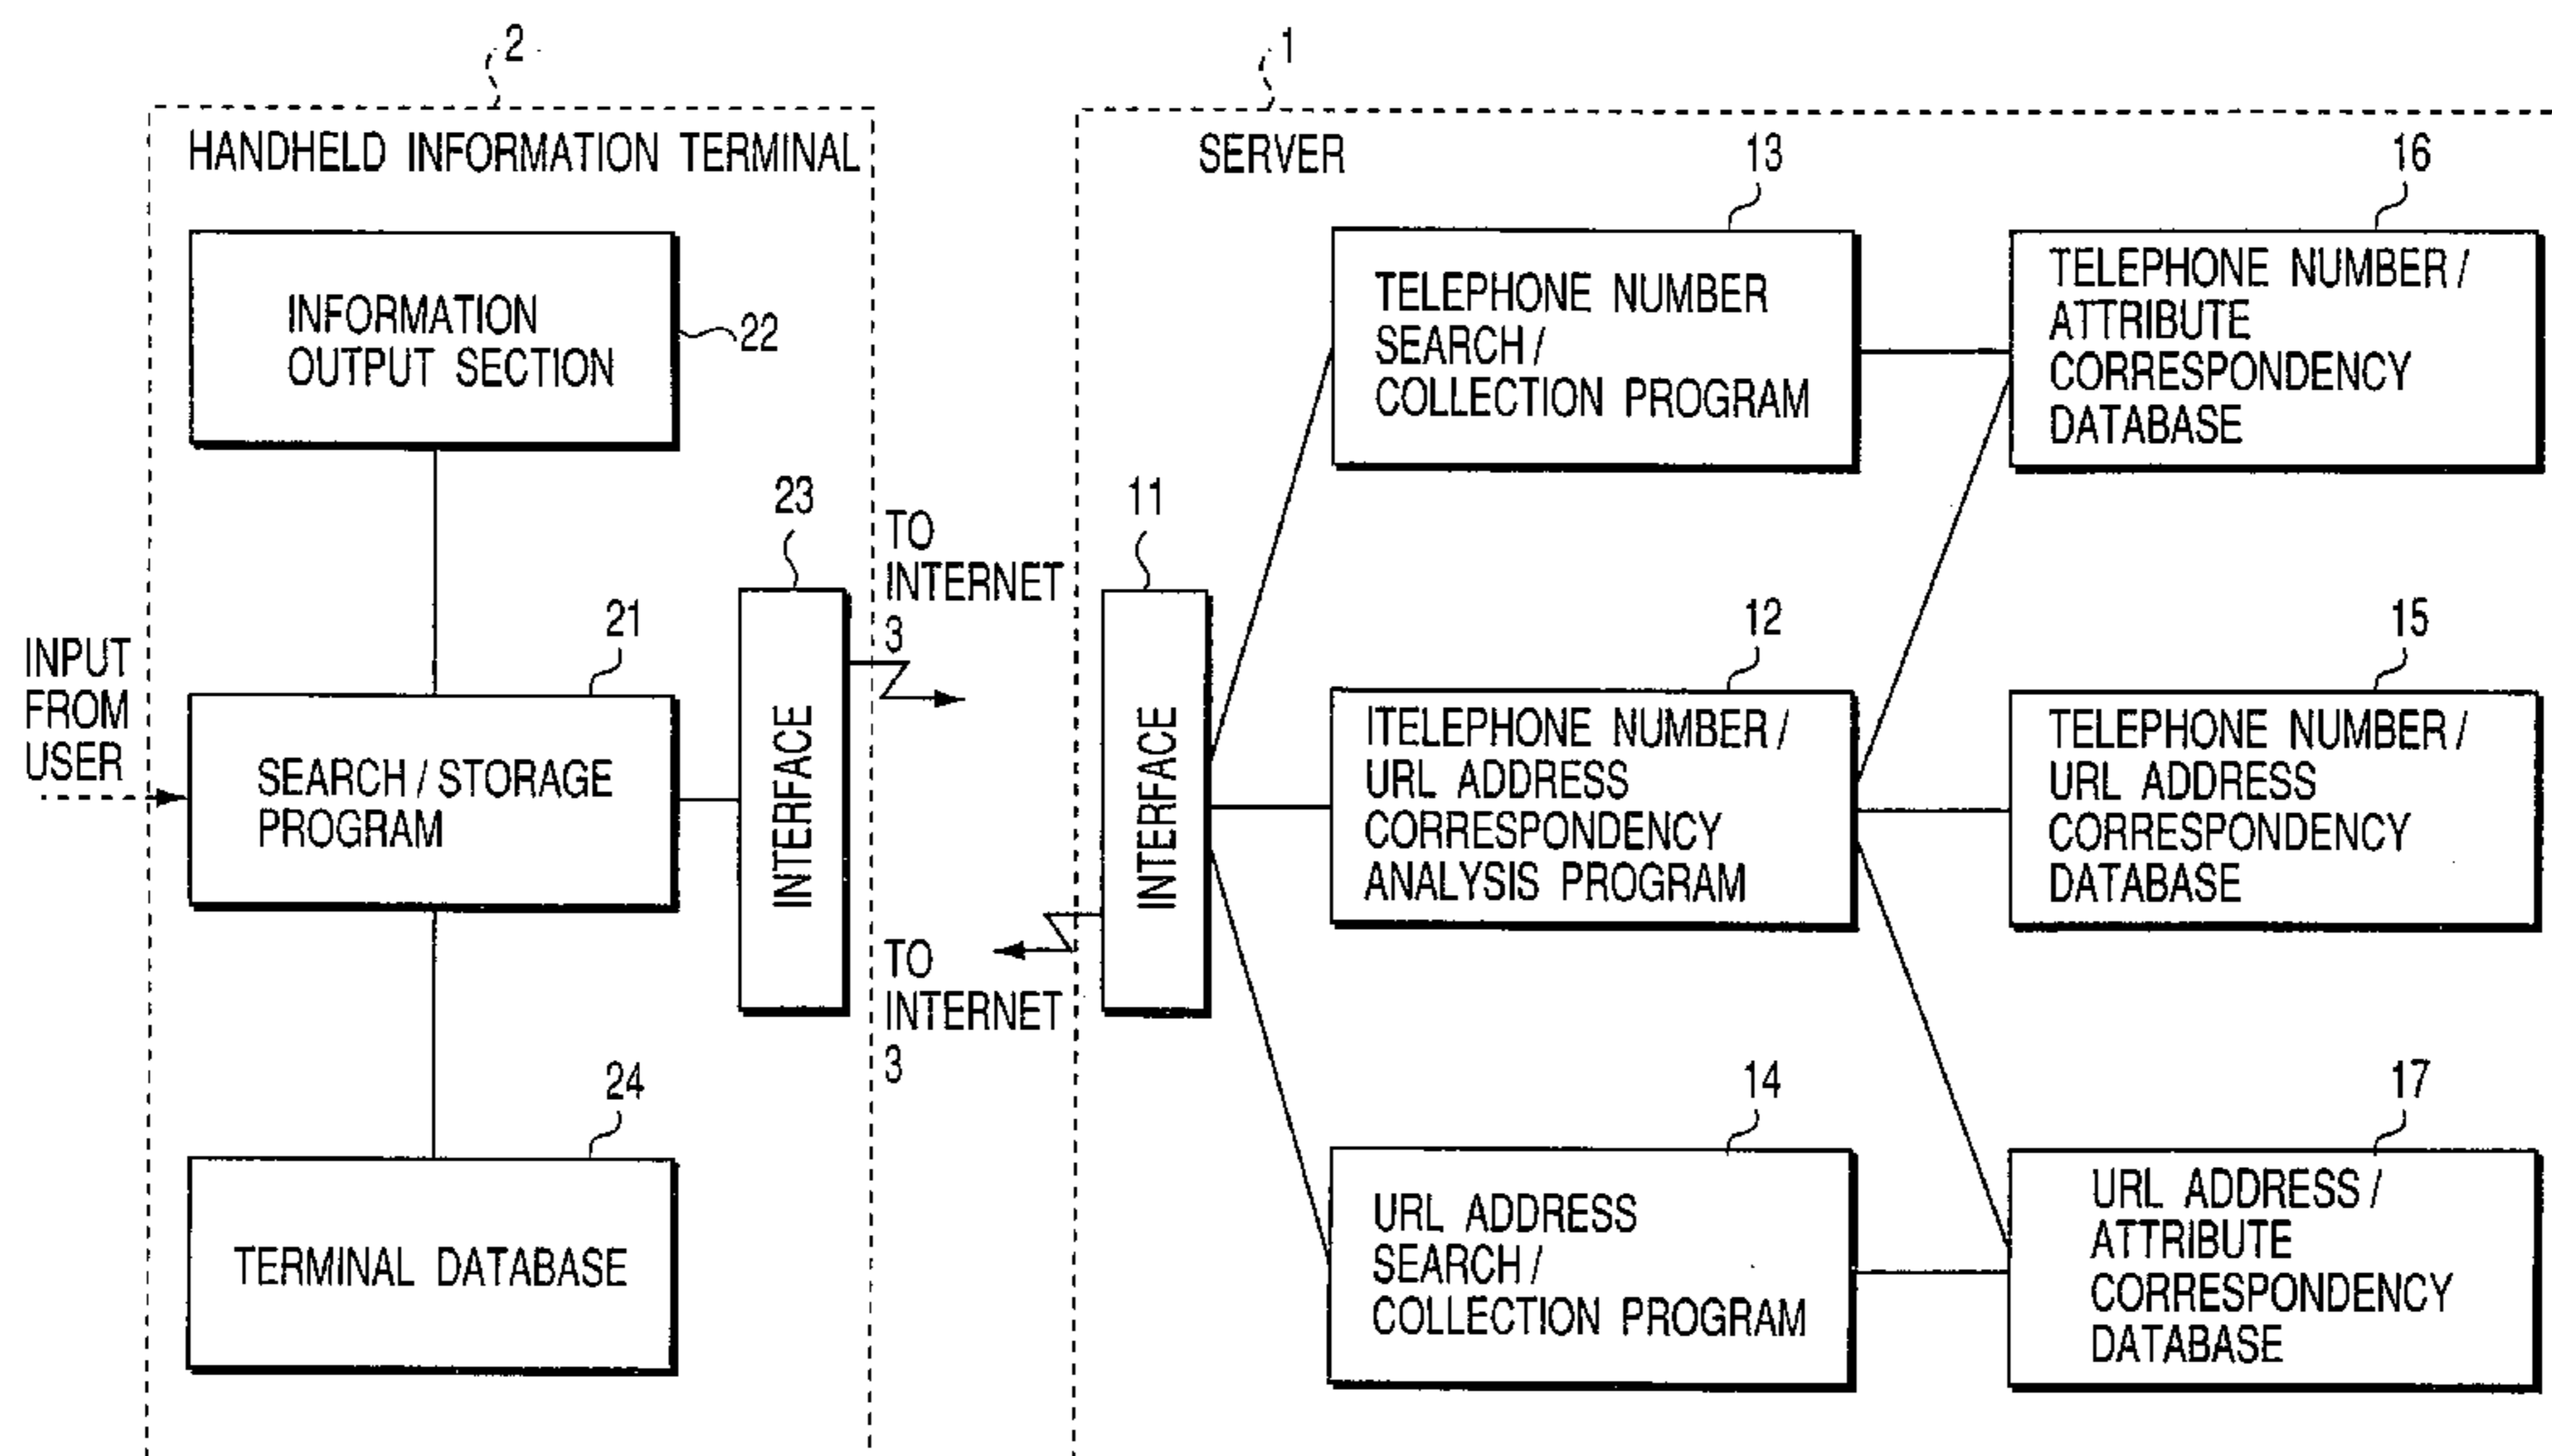 2
HANDHELD INFORMATION TERMINAL
INFORMATION
OUTPUT SECTION
22
23
21
INPUT
FROM
USER
SEARCH / STORAGE
PROGRAM
INTERFACE
24
TERMINAL DATABASE
TO
INTERNET
3
TO
INTERNET
3
1
SERVER
11
INTERFACE
13
TELEPHONE NUMBER
SEARCH /
COLLECTION PROGRAM
16
TELEPHONE NUMBER /
ATTRIBUTE
CORRESPONDENCY
DATABASE
12
ITELEPHONE NUMBER /
URL ADDRESS
CORRESPONDENCY
ANALYSIS PROGRAM
15
TELEPHONE NUMBER /
URL ADDRESS
CORRESPONDENCY
DATABASE
14
URL ADDRESS
SEARCH /
COLLECTION PROGRAM
17
URL ADDRESS /
ATTRIBUTE
CORRESPONDENCY
DATABASE